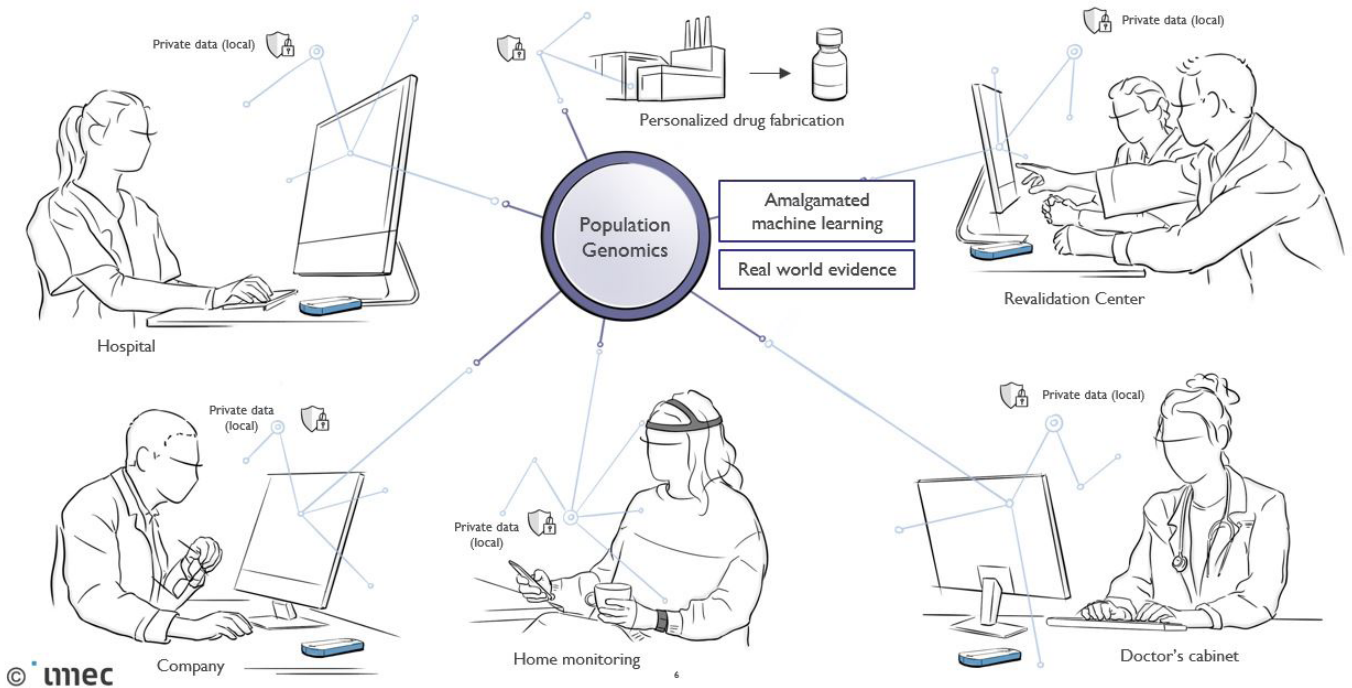 Private data (local)
Private data (local)
Personalized drug fabrication
Population
Genomics
Amalgamated
machine learning
Real world evidence
Revalidation Center
Hospital
Private data
(local)
Private data (local)
Private data
(local)
Company
Home monitoring
Doctor's cabinet
© imec
6